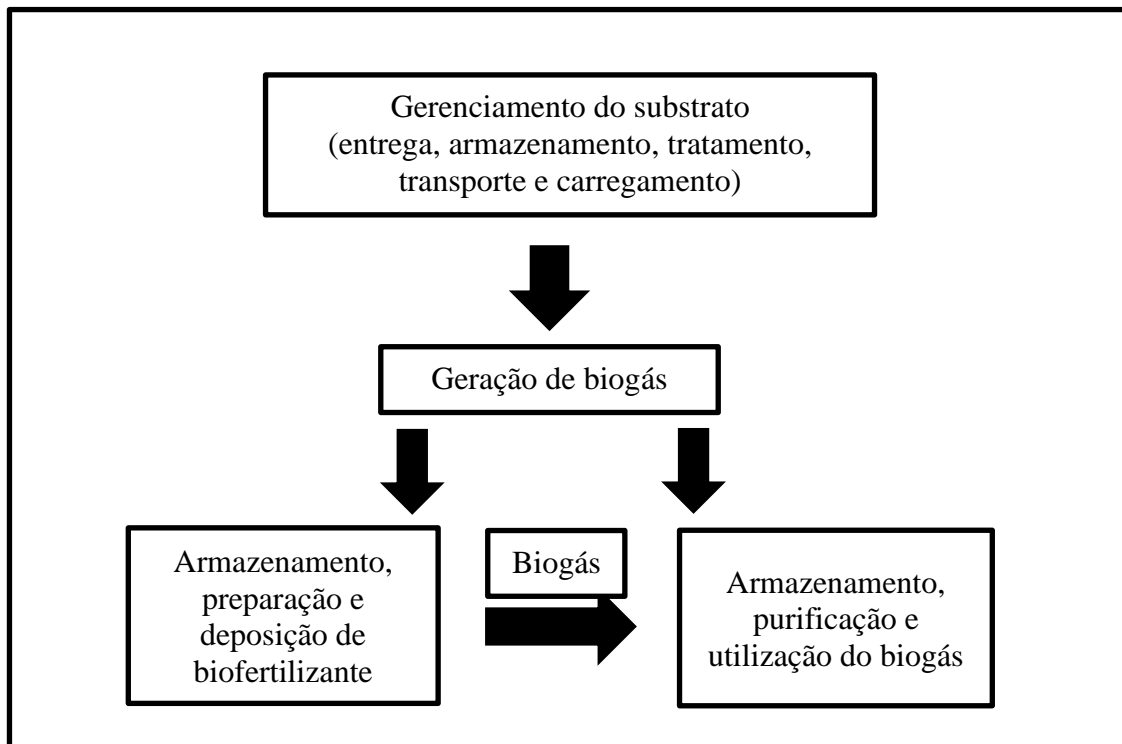 Gerenciamento do substrato
(entrega, armazenamento, tratamento,
transporte e carregamento)
Geração de biogás
Armazenamento,
preparação e
deposição de
biofertilizante
Biogás
Armazenamento,
purificação e
utilização do biogás